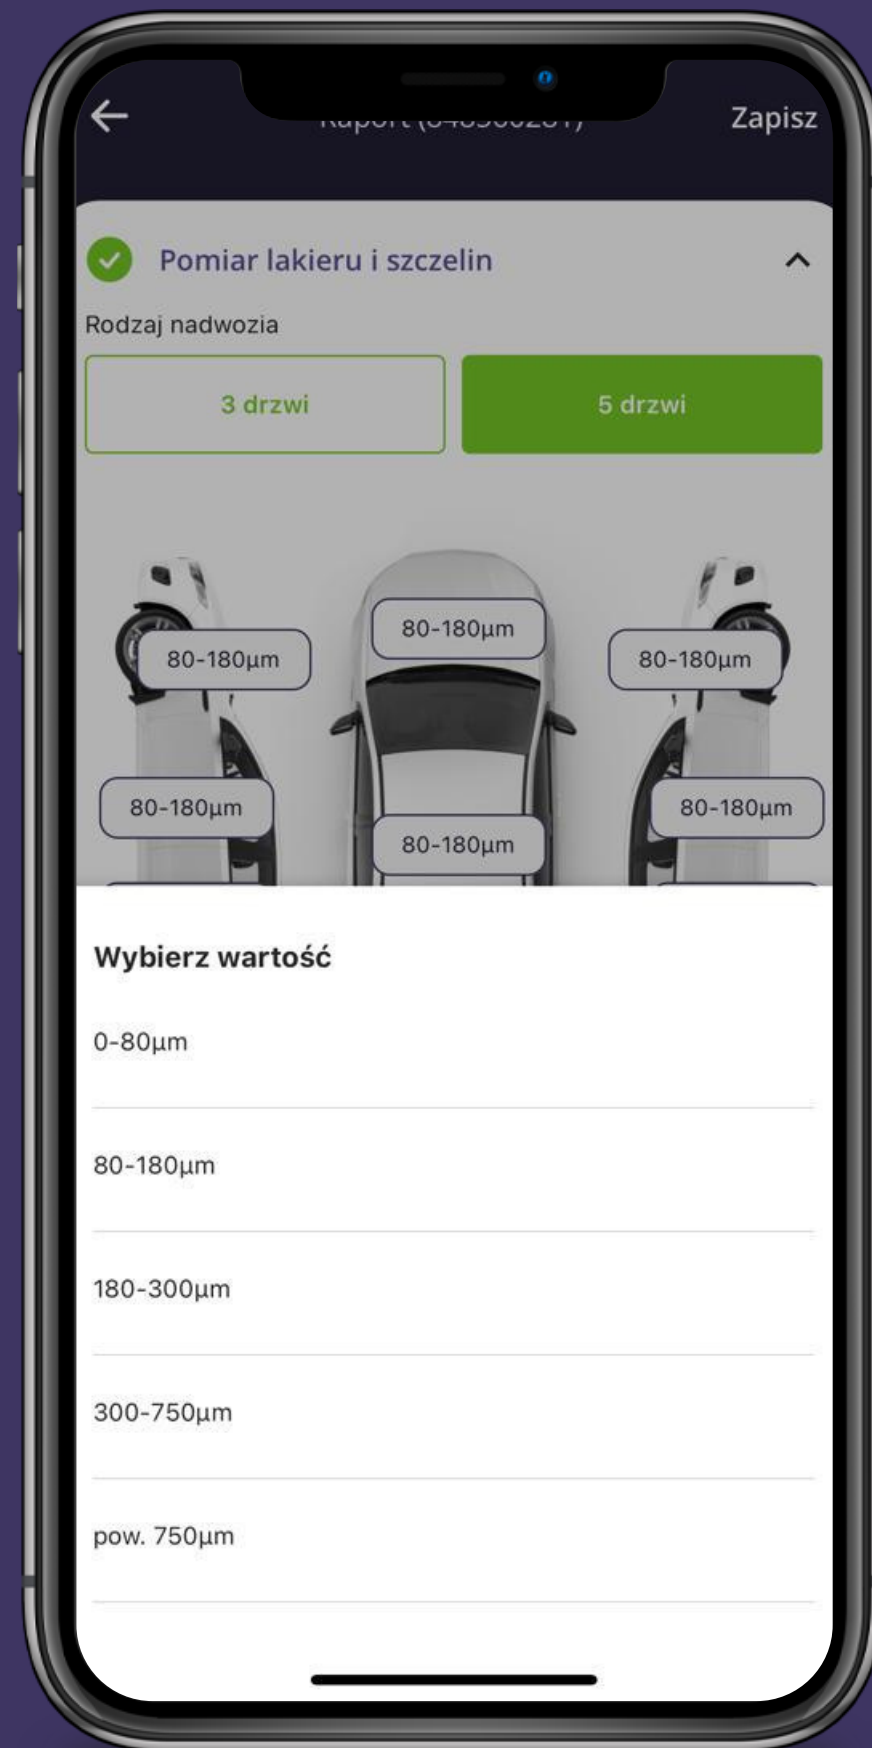 Zapisz
Pomiar lakieru i szczelin
Rodzaj nadwozia
3 drzwi
5 drzwi
80-180µm
80-180µm
80-180µm
80-180µm
80-180µm
80-180µm
Wybierz wartość
0-80µm
80-180µm
180-300µm
300-750µm
pow. 750µm